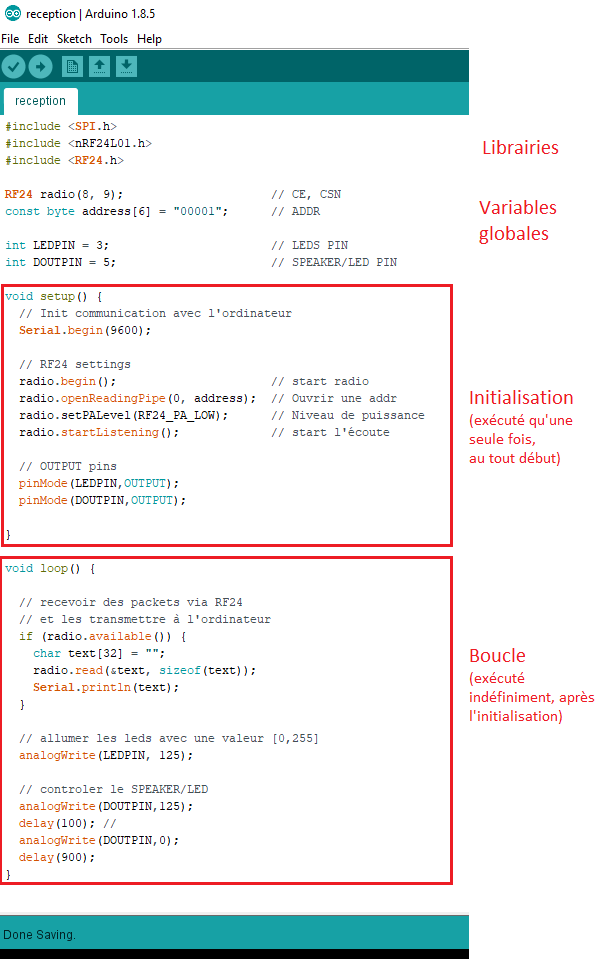 reception | Arduino 1.8.5
File Edit Sketch Tools Help
reception
#include <SPI.h>
#include <nRF24L01.h>
#include <RF24.h>
Librairies
RF24 radio(8, 9); // CE, CSN
const byte address[6] = "00001"; // ADDR
Variables
globales
int LEDPIN = 3; // LEDS PIN
int DOUTPIN = 5; // SPEAKER/LED PIN
void setup() {
// Init communication avec l'ordinateur
Serial.begin(9600);
// RF24 settings
radio.begin(); // start radio
radio.openReadingPipe(0, address); // Ouvrir une addr
radio.setPALevel(RF24_PA_LOW); // Niveau de puissance
radio.startListening(); // start l'écoute
// OUTPUT pins
pinMode(LEDPIN,OUTPUT);
pinMode(DOUTPIN,OUTPUT);
}
Initialisation
(exécuté qu'une
seule fois,
au tout début)
void loop() {
// recevoir des packets via RF24
// et les transmettre à l'ordinateur
if (radio.available()) {
char text[32] = "";
radio.read(&text, sizeof(text));
Serial.println(text);
}
// allumer les leds avec une valeur [0,255]
analogWrite(LEDPIN, 125);
// controler le SPEAKER/LED
analogWrite(DOUTPIN,125);
delay(100); //
analogWrite(DOUTPIN,0);
delay(900);
}
Boucle
(exécuté
indéfiniment, après
l'initialisation)
Done Saving.